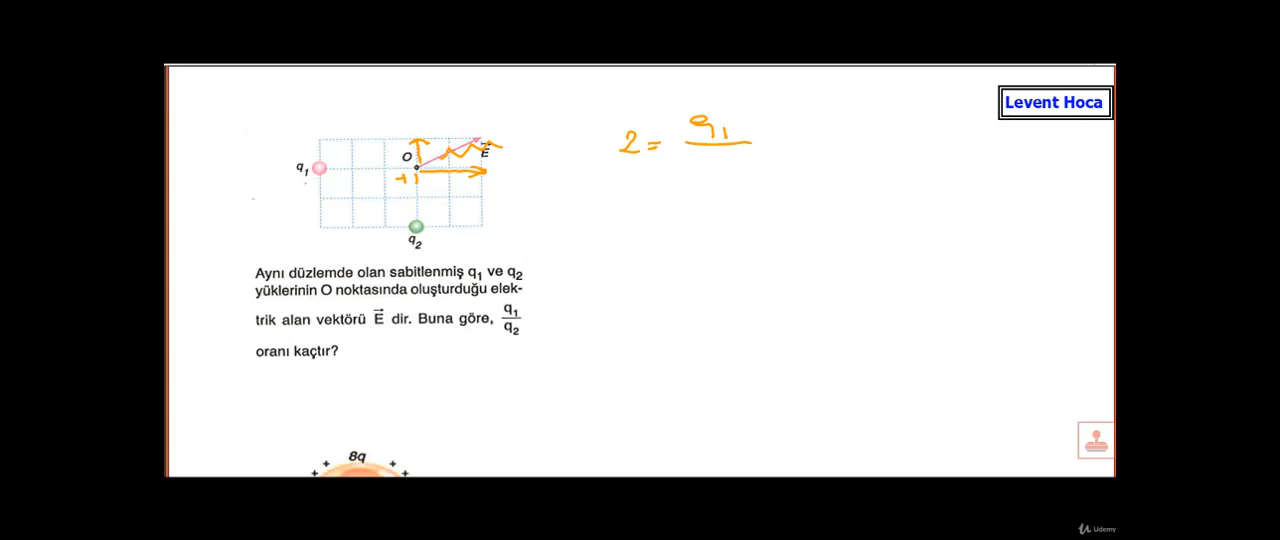 Levent Hoca
2 = q1
O
E
q1
+1
q2
Aynı düzlemde olan sabitlenmiş q1 ve q2
yüklerinin O noktasında oluşturduğu elek-
trik alan vektörü E dir. Buna göre, q1/q2
oranı kaçtır?
8q
+ +
+ +
Udemy